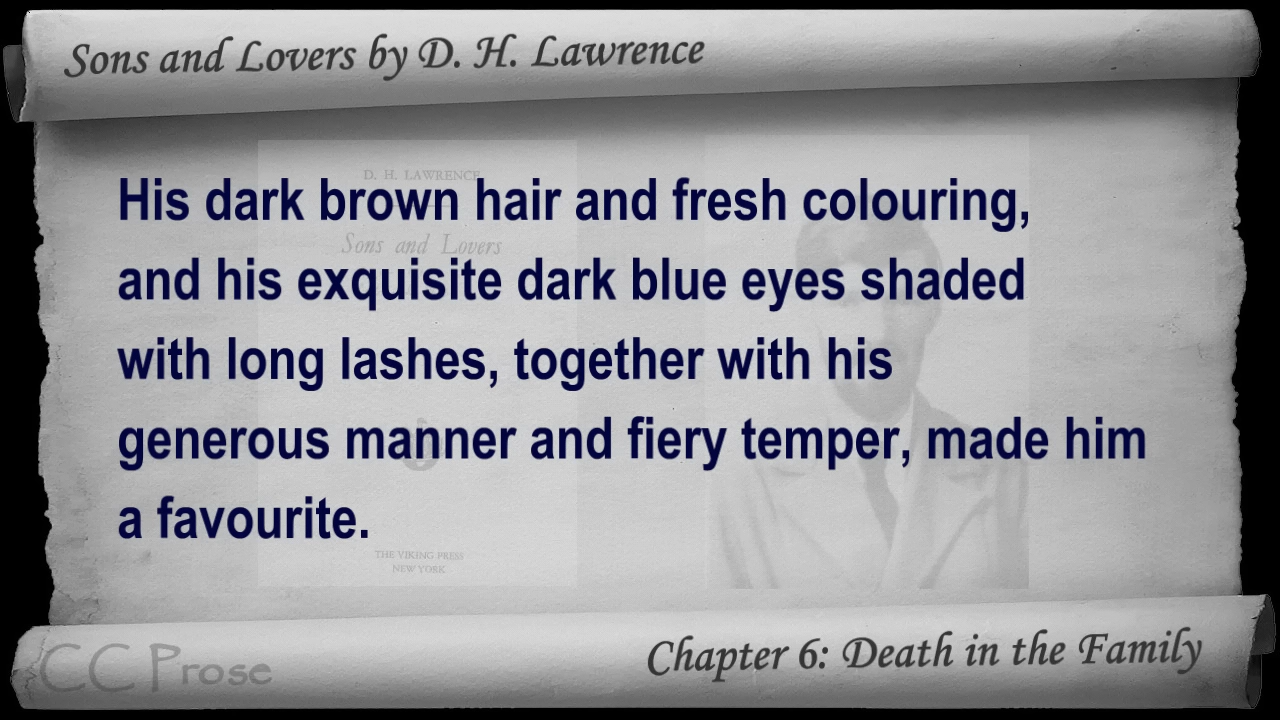 Sons and Lovers by D. H. Lawrence
D. H. LAWRENCE
His dark brown hair and fresh colouring,
Sons and Lovers
and his exquisite dark blue eyes shaded
with long lashes, together with his
generous manner and fiery temper, made him
a favourite.
THE VIKING PRESS
NEW YORK
Chapter 6: Death in the Family
CC Prose